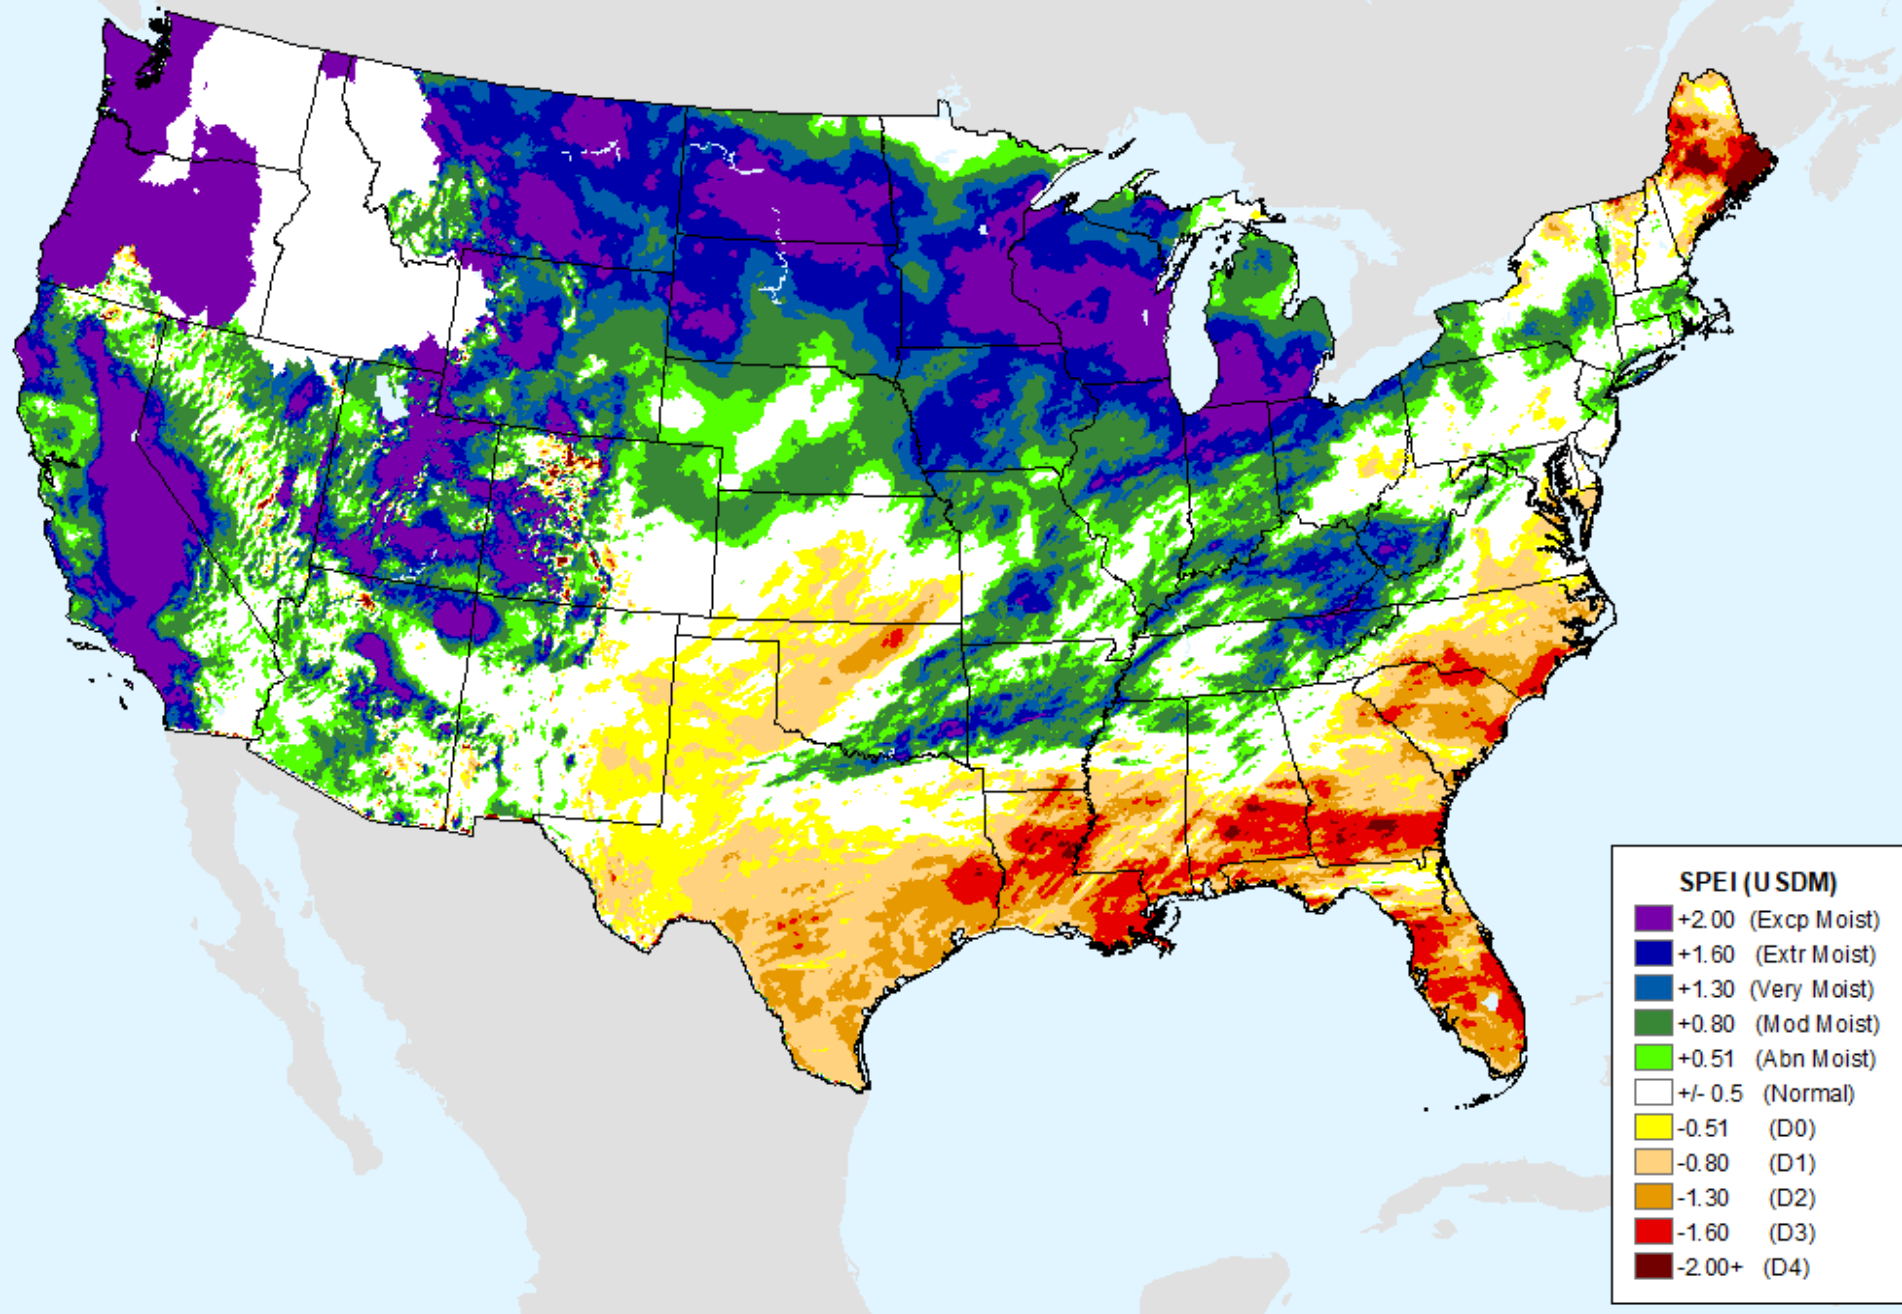 SPEI (USDM)
+2.00 (Excp Moist)
+1.60 (Extr Moist)
+1.30 (Very Moist)
+0.80 (Mod Moist)
+0.51 (Abn Moist)
+/- 0.5 (Normal)
-0.51 (D0)
-0.80 (D1)
-1.30 (D2)
-1.60 (D3)
-2.00+ (D4)